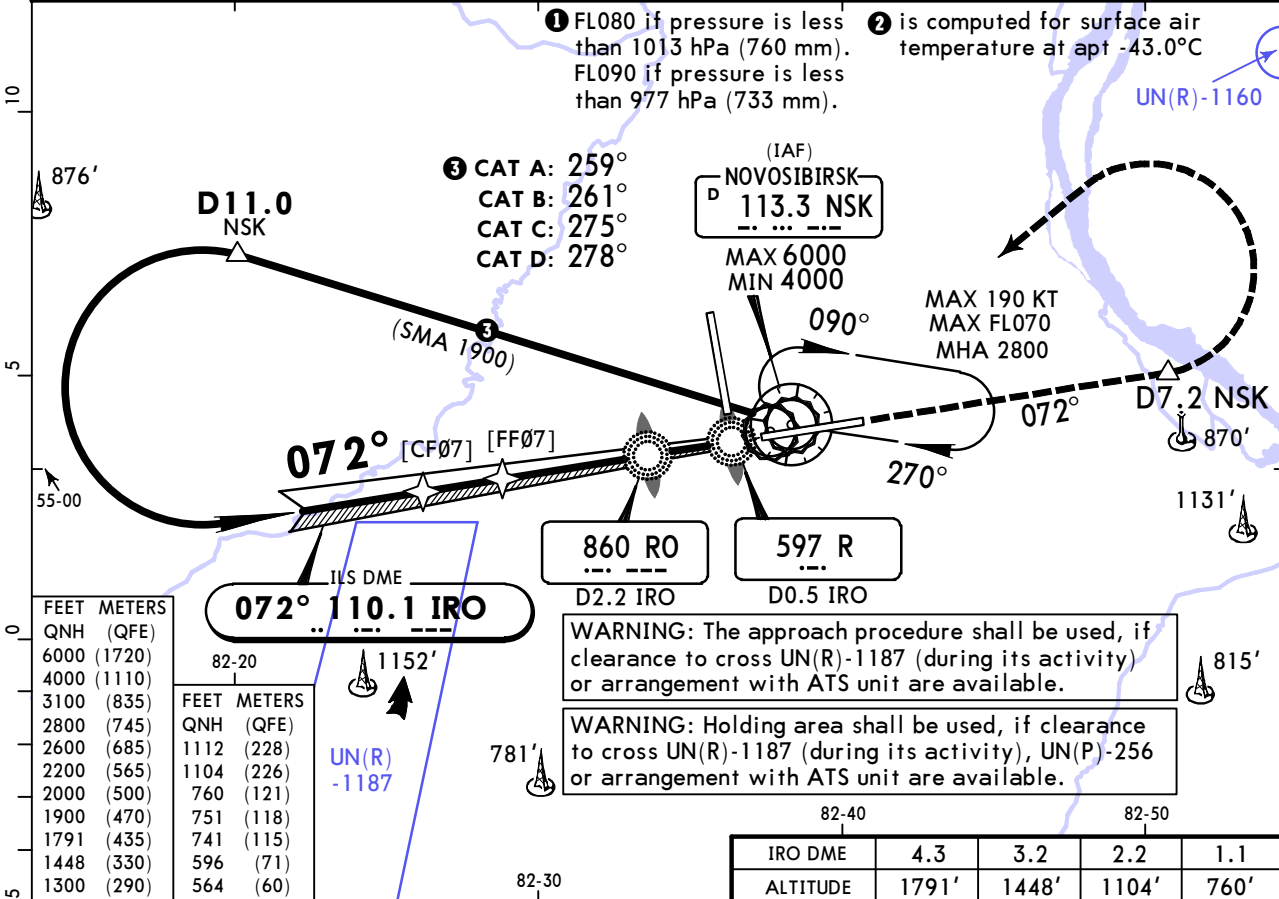 ❶ FL080 if pressure is less
than 1013 hPa (760 mm).
FL090 if pressure is less
than 977 hPa (733 mm).
❷ is computed for surface air
temperature at apt -43.0°C
UN(R)-1160
10
876'
D11.0
NSK
❸ CAT A: 259°
CAT B: 261°
CAT C: 275°
CAT D: 278°
(IAF)
NOVOSIBIRSK
D 113.3 NSK
MAX 6000
MIN 4000
MAX 190 KT
MAX FL070
MHA 2800
090°
❸
(SMA 1900)
5
072°
D7.2 NSK
870'
270°
072°
[CFØ7]
[FFØ7]
55-00
1131'
860 RO
D2.2 IRO
597 R
D0.5 IRO
ILS DME
072° 110.1 IRO
0
82-20
1152'
815'
WARNING: The approach procedure shall be used, if
clearance to cross UN(R)-1187 (during its activity)
or arrangement with ATS unit are available.
WARNING: Holding area shall be used, if clearance
to cross UN(R)-1187 (during its activity), UN(P)-256
or arrangement with ATS unit are available.
UN(R)
-1187
781'
FEET METERS
QNH (QFE)
6000 (1720)
4000 (1110)
3100 (835)
2800 (745)
2600 (685)
2200 (565)
2000 (500)
1900 (470)
1791 (435)
1448 (330)
1300 (290)
FEET METERS
QNH (QFE)
1112 (228)
1104 (226)
760 (121)
751 (118)
741 (115)
596 (71)
564 (60)
82-30
82-40
82-50
5
IRO DME 4.3 3.2 2.2 1.1
ALTITUDE 1791' 1448' 1104' 760'